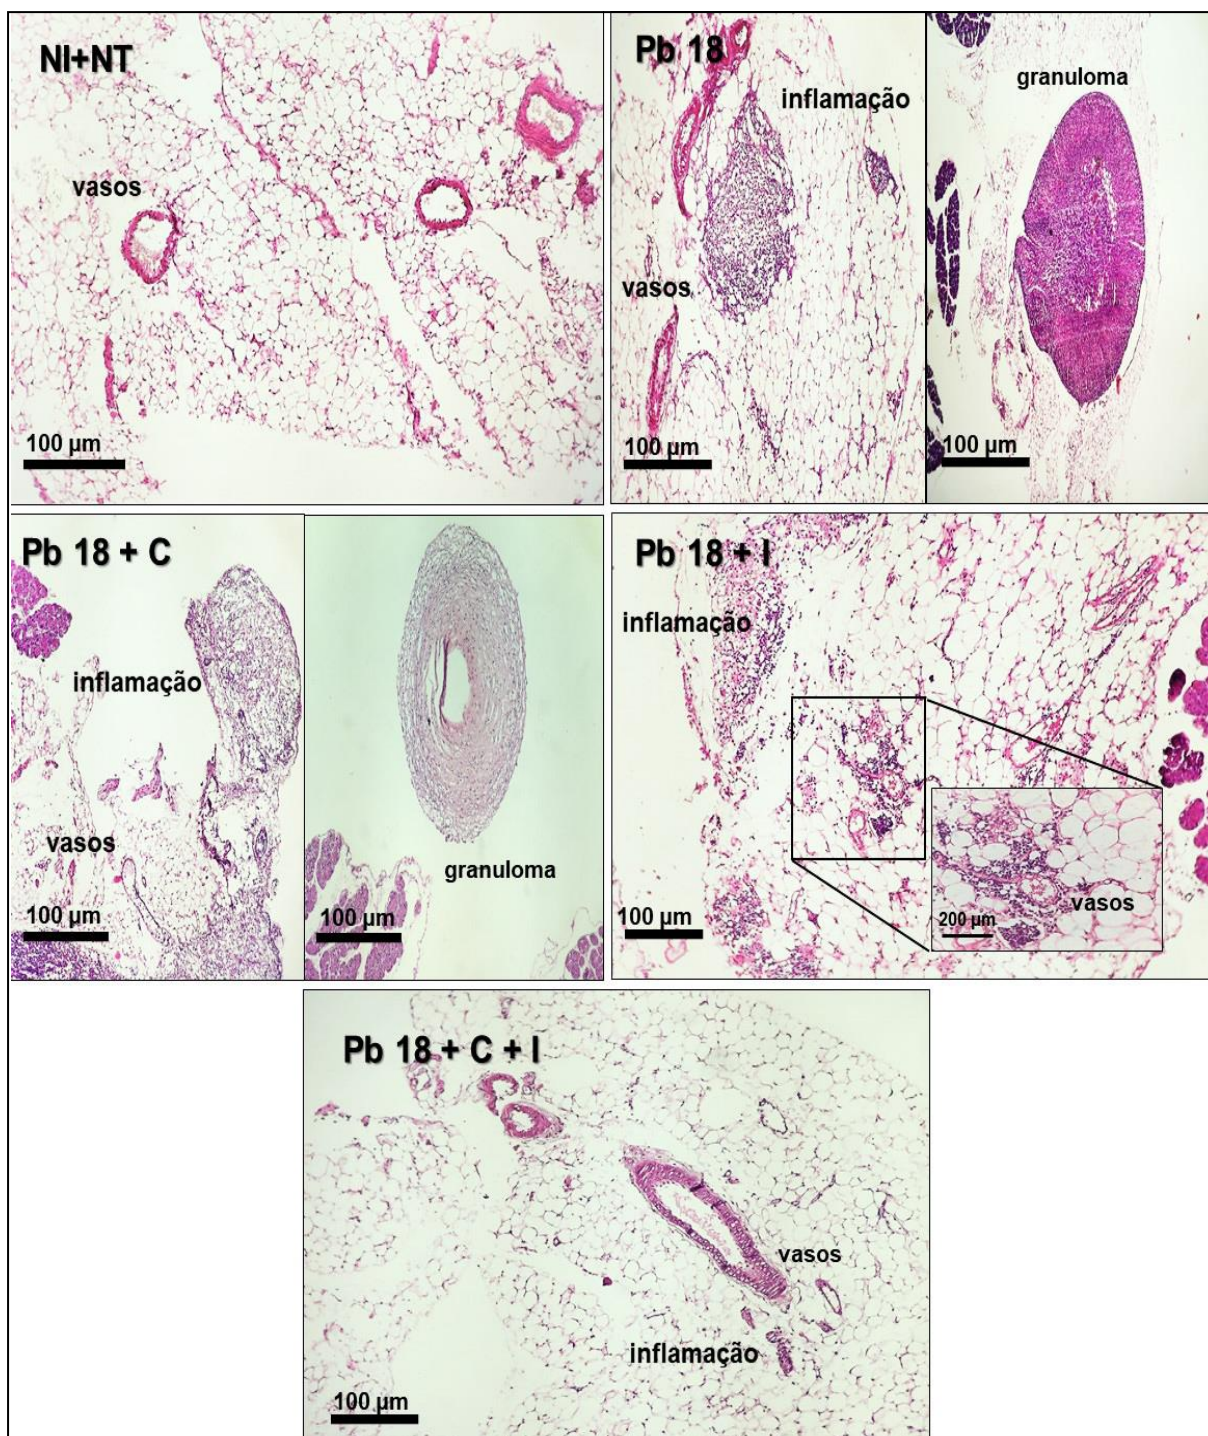 NI+NT
vasos
100 µm
Pb 18
inflamação
vasos
100 µm
granuloma
100 µm
Pb 18 + C
inflamação
vasos
100 µm
granuloma
100 µm
Pb 18 + I
inflamação
100 µm
vasos
200 µm
Pb 18 + C + I
vasos
inflamação
100 µm